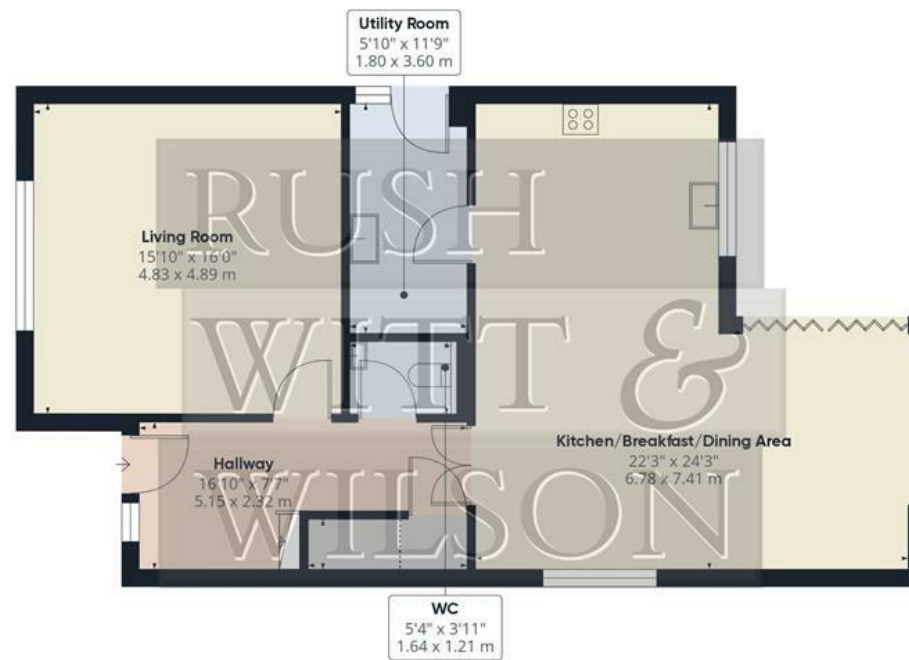 Utility Room
5'10" x 11'9"
1.80 x 3.60 m
Living Room
15'10" x 16'0"
4.83 x 4.89 m
RUSH
WITT &
WILSON
Kitchen/Breakfast/Dining Area
22'3" x 24'3"
6.78 x 7.41 m
Hallway
16'10" x 7'7"
5.15 x 2.32 m
WC
5'4" x 3'11"
1.64 x 1.21 m